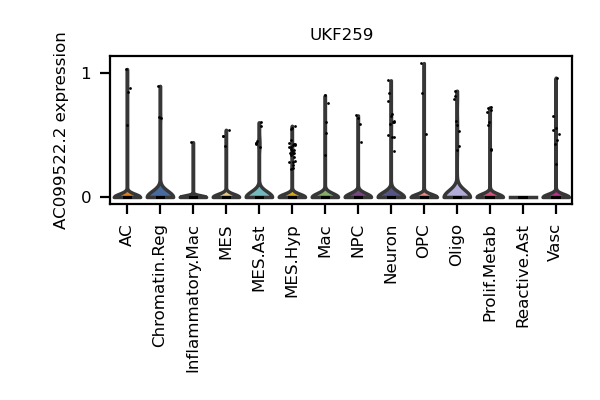 UKF259
AC099522.2 expression
1
0
AC
Chromatin.Reg
Inflammatory.Mac
MES
MES.Ast
MES.Hyp
Mac
NPC
Neuron
OPC
Oligo
Prolif.Metab
Reactive.Ast
Vasc